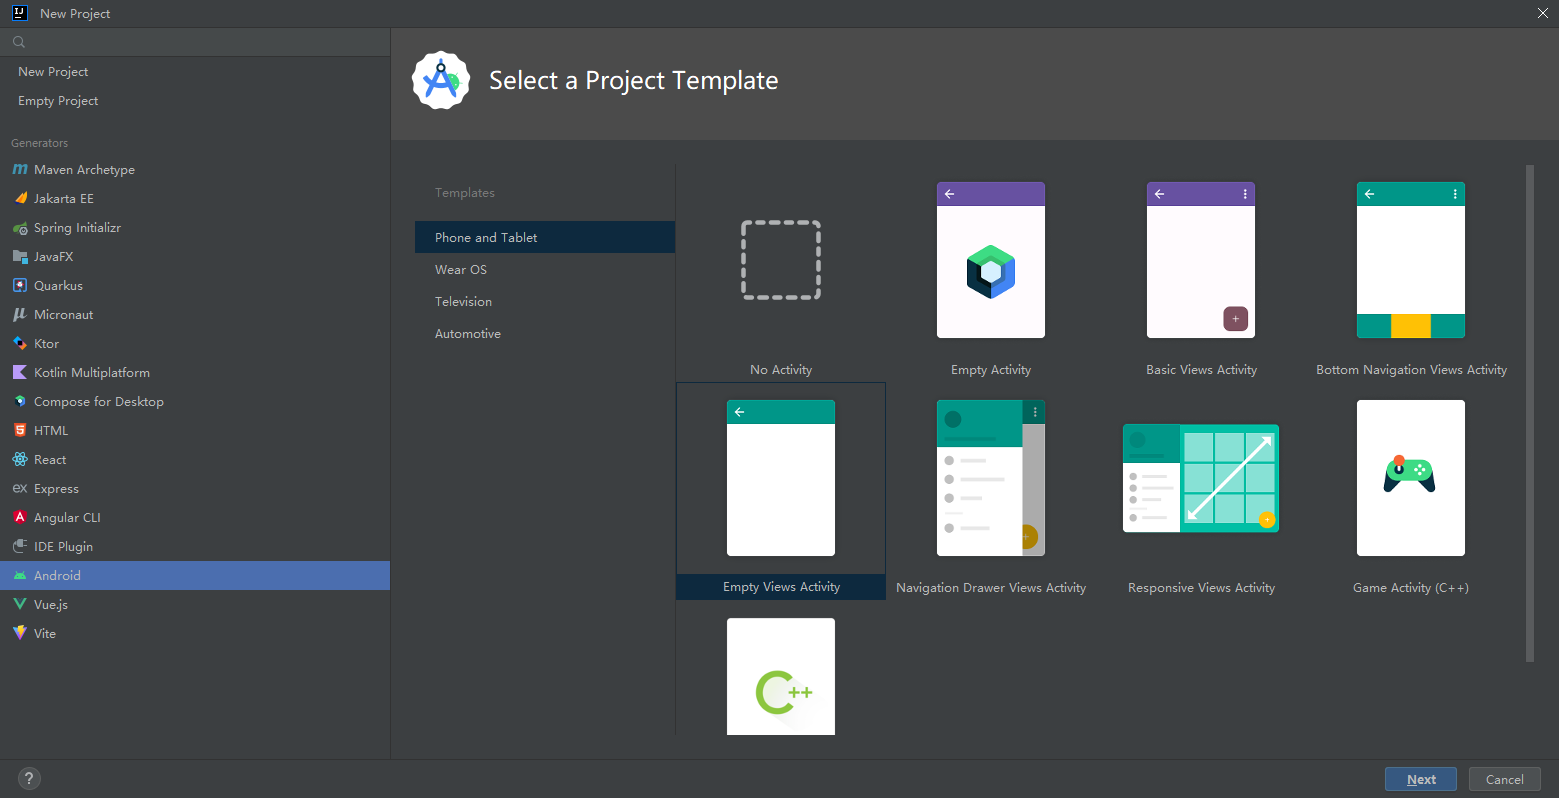 New Project
New Project
Empty Project
Generators
Maven Archetype
Jakarta EE
Spring Initializr
JavaFX
Quarkus
Micronaut
Ktor
Kotlin Multiplatform
Compose for Desktop
HTML
React
Express
Angular CLI
IDE Plugin
Android
Vue.js
Vite
Select a Project Template
Templates
Phone and Tablet
Wear OS
Television
Automotive
No Activity
Empty Activity
Basic Views Activity
Bottom Navigation Views Activity
Empty Views Activity
Navigation Drawer Views Activity
Responsive Views Activity
Game Activity (C++)
C++
?
Next
Cancel